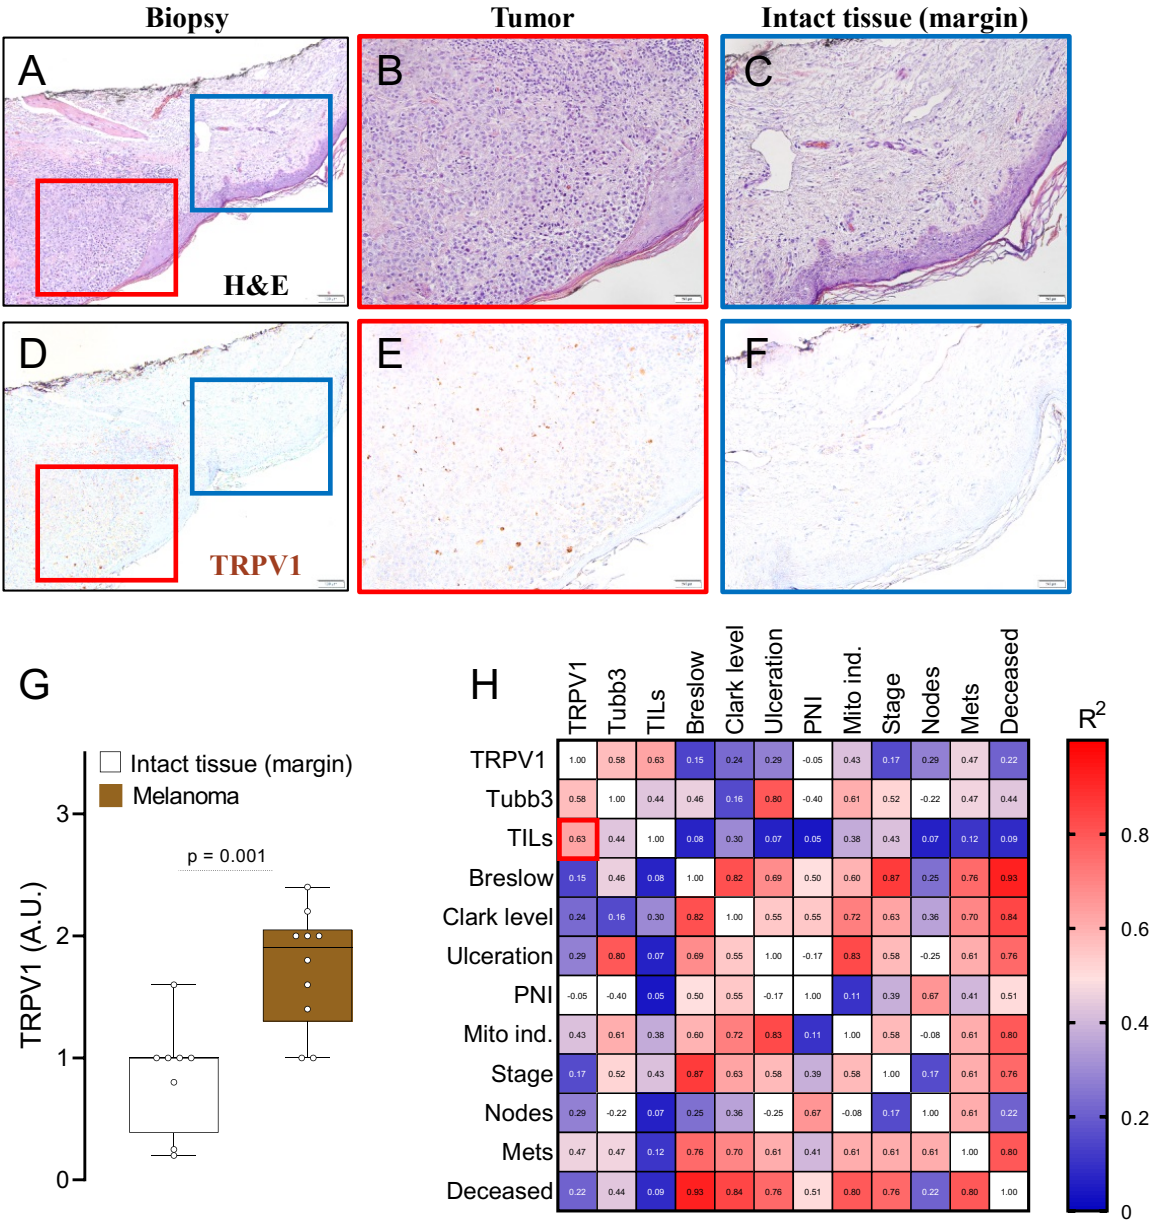 Biopsy Tumor Intact tissue (margin)
A B C
H&E
D E F
TRPV1
G H
TRPV1 Tubb3 TILs Breslow Clark level Ulceration PNI Mito ind. Stage Nodes Mets Deceased
R2
Intact tissue (margin)
Melanoma
p = 0.001
TRPV1 (A.U.)
3
2
1
0
TRPV1 1.00 0.58 0.63 0.15 0.24 0.29 -0.05 0.43 0.17 0.29 0.47 0.22
Tubb3 0.58 1.00 0.44 0.46 0.16 0.80 -0.40 0.61 0.52 -0.22 0.47 0.44
TILs 0.63 0.44 1.00 0.08 0.30 0.07 0.05 0.38 0.43 0.07 0.12 0.09
Breslow 0.15 0.46 0.08 1.00 0.82 0.69 0.50 0.60 0.87 0.25 0.76 0.93
Clark level 0.24 0.16 0.30 0.82 1.00 0.55 0.55 0.72 0.63 0.36 0.70 0.84
Ulceration 0.29 0.80 0.07 0.69 0.55 1.00 -0.17 0.83 0.58 -0.25 0.61 0.76
PNI -0.05 -0.40 0.05 0.50 0.55 -0.17 1.00 0.11 0.39 0.67 0.41 0.51
Mito ind. 0.43 0.61 0.38 0.60 0.72 0.83 0.11 1.00 0.58 -0.08 0.61 0.80
Stage 0.17 0.52 0.43 0.87 0.63 0.58 0.39 0.58 1.00 0.17 0.61 0.76
Nodes 0.29 -0.22 0.07 0.25 0.36 -0.25 0.67 -0.08 0.17 1.00 0.61 0.22
Mets 0.47 0.47 0.12 0.76 0.70 0.61 0.41 0.61 0.61 0.61 1.00 0.80
Deceased 0.22 0.44 0.09 0.93 0.84 0.76 0.51 0.80 0.76 0.22 0.80 1.00
0.8
0.6
0.4
0.2
0